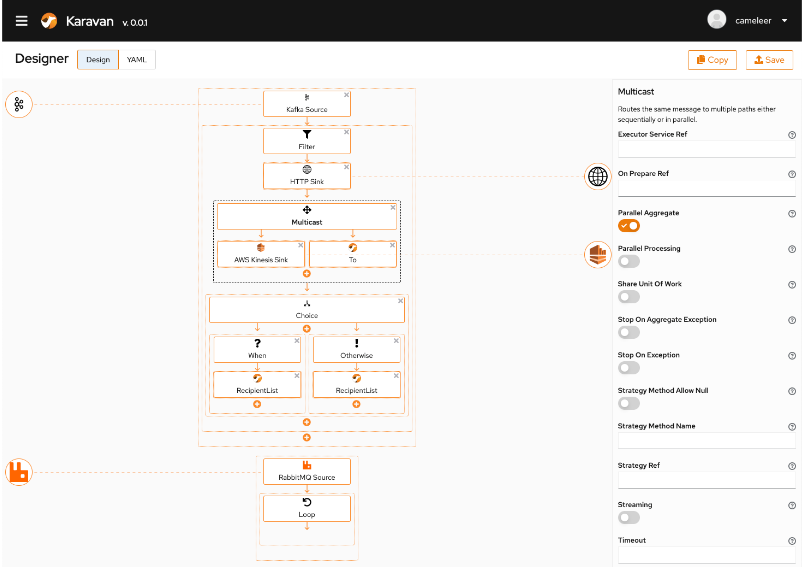 Karavan v. 0.0.1
cameleer
Designer
Design
YAML
Copy
Save
Kafka Source
Filter
HTTP Sink
Multicast
AWS Kinesis Sink
To
Choice
When
Otherwise
RecipientList
RecipientList
RabbitMQ Source
Loop
Multicast
Routes the same message to multiple paths either
sequentially or in parallel.
Executor Service Ref
On Prepare Ref
Parallel Aggregate
Parallel Processing
Share Unit Of Work
Stop On Aggregate Exception
Stop On Exception
Strategy Method Allow Null
Strategy Method Name
Strategy Ref
Streaming
Timeout